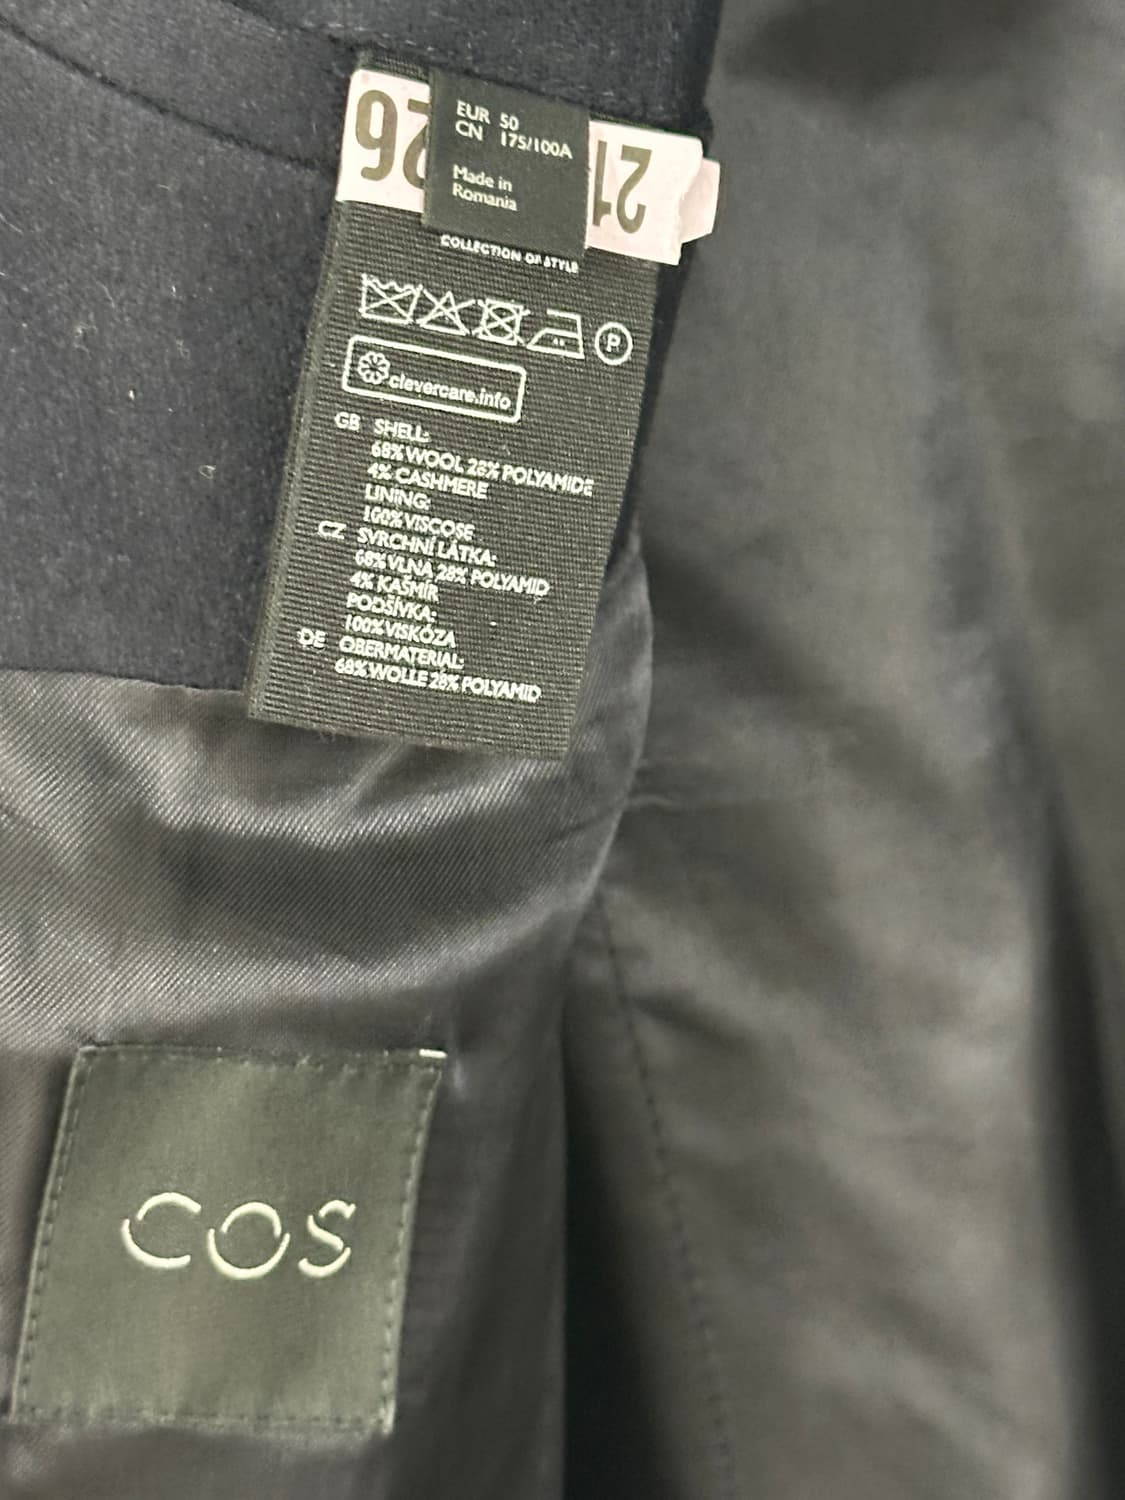 26
EUR 50
CN 175/100A
Made in
Romania
21
COLLECTION OF STYLE
P
clevercare.info
GB SHELL:
68% WOOL 28% POLYAMIDE
4% CASHMERE
LINING:
100% VISCOSE
CZ SVRCHNÍ LÁTKA:
68% VLNA 28% POLYAMID
4% KAŠMÍR
PODŠÍVKA:
100% VISKÓZA
DE OBERMATERIAL:
68% WOLLE 28% POLYAMID
COS